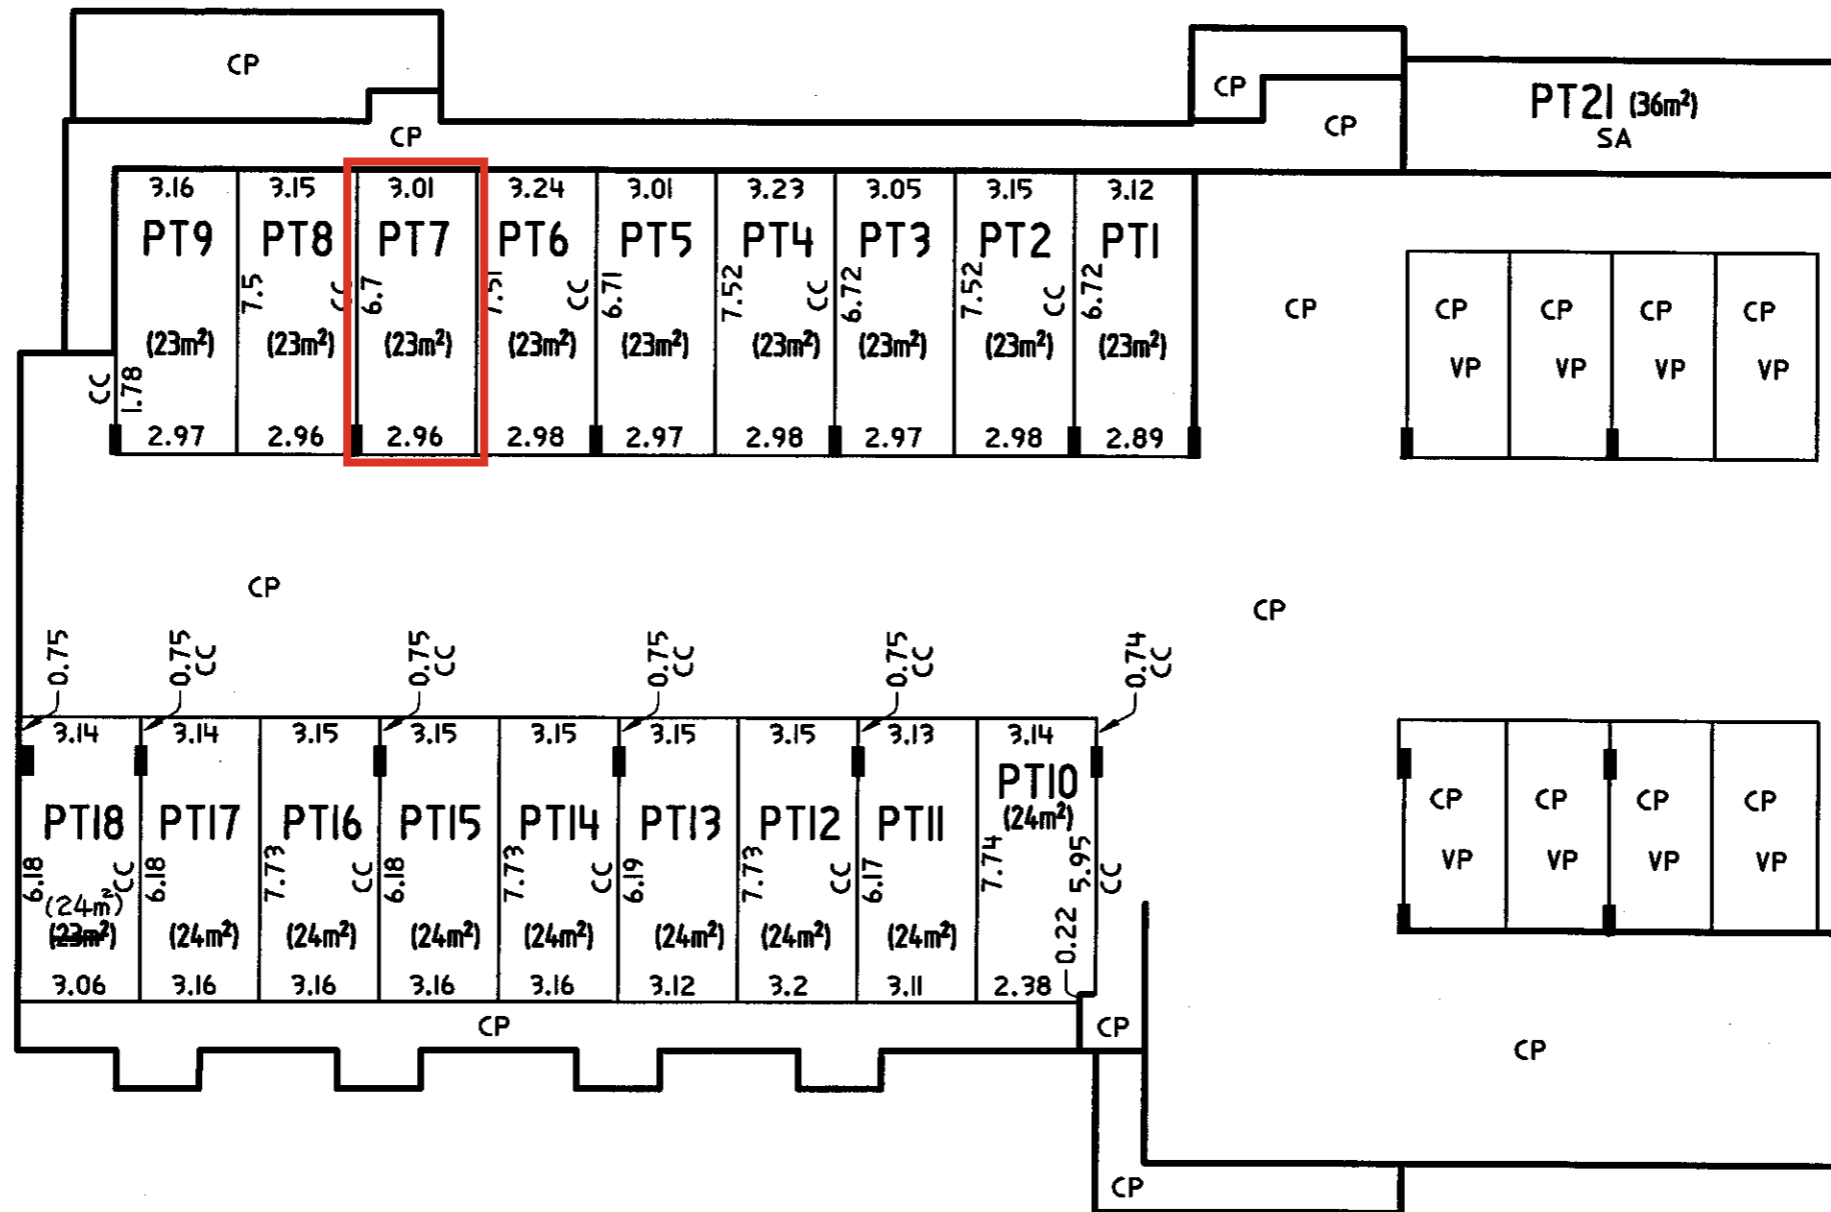 CP
CP
PT21 (36m²)
SA
CP
CP
3.16 3.15 3.01 3.24 3.01 3.23 3.05 3.15 3.12
PT9 PT8 PT7 PT6 PT5 PT4 PT3 PT2 PT1
7.5 CC 6.7 7.51 CC 6.71 7.52 CC 6.72 7.52 CC 6.72
CP CP CP CP CP
(23m²) (23m²) (23m²) (23m²) (23m²) (23m²) (23m²) (23m²) (23m²)
VP VP VP VP
CC 1.78
2.97 2.96 2.96 2.98 2.97 2.98 2.97 2.98 2.89
CP
CP
0.75 0.75 CC 0.75 CC 0.75 CC 0.75 CC 0.74 CC
3.14 3.14 3.15 3.15 3.15 3.15 3.15 3.13 3.14
PT10
(24m²)
CP CP CP CP
PT18 PT17 PT16 PT15 PT14 PT13 PT12 PT11
VP VP VP VP
6.18 CC 6.18 7.73 CC 6.18 7.73 CC 6.19 7.73 CC 6.17 7.74 5.95 CC
(24m²)
(23m²) (24m²) (24m²) (24m²) (24m²) (24m²) (24m²) (24m²)
0.22
3.06 3.16 3.16 3.16 3.16 3.12 3.2 3.11 2.38
CP CP
CP
CP